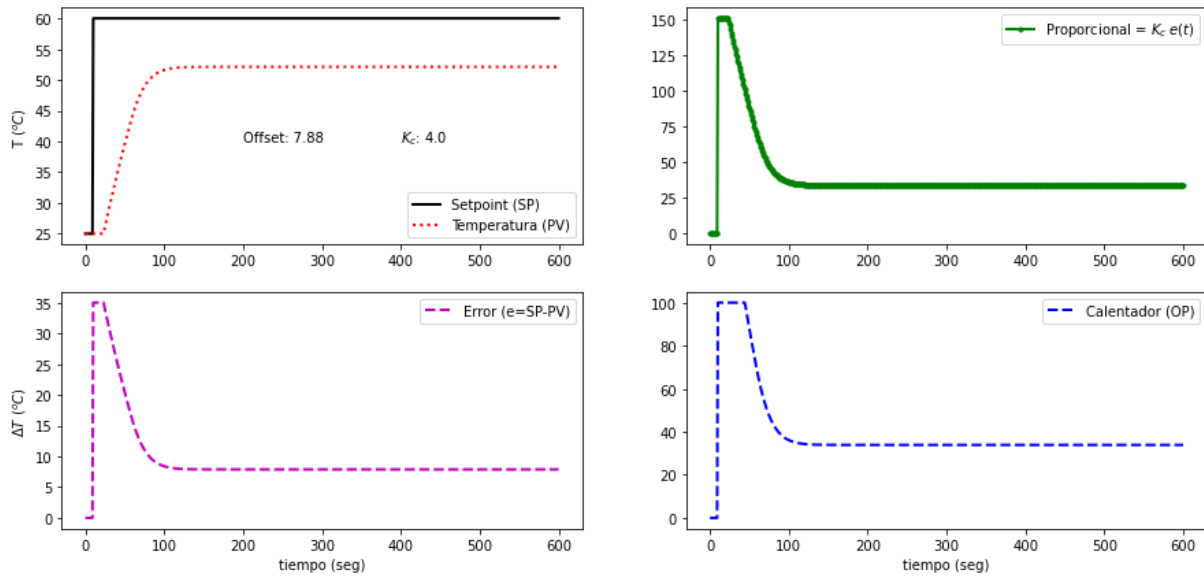 60
55
50
45
40
35
30
25
T (°C)
Offset: 7.88
K_c: 4.0
Setpoint (SP)
Temperatura (PV)
0 100 200 300 400 500 600
150
125
100
75
50
25
0
Proporcional = K_c e(t)
0 100 200 300 400 500 600
35
30
25
20
15
10
5
0
ΔT (°C)
Error (e=SP-PV)
0 100 200 300 400 500 600
tiempo (seg)
100
80
60
40
20
0
Calentador (OP)
0 100 200 300 400 500 600
tiempo (seg)